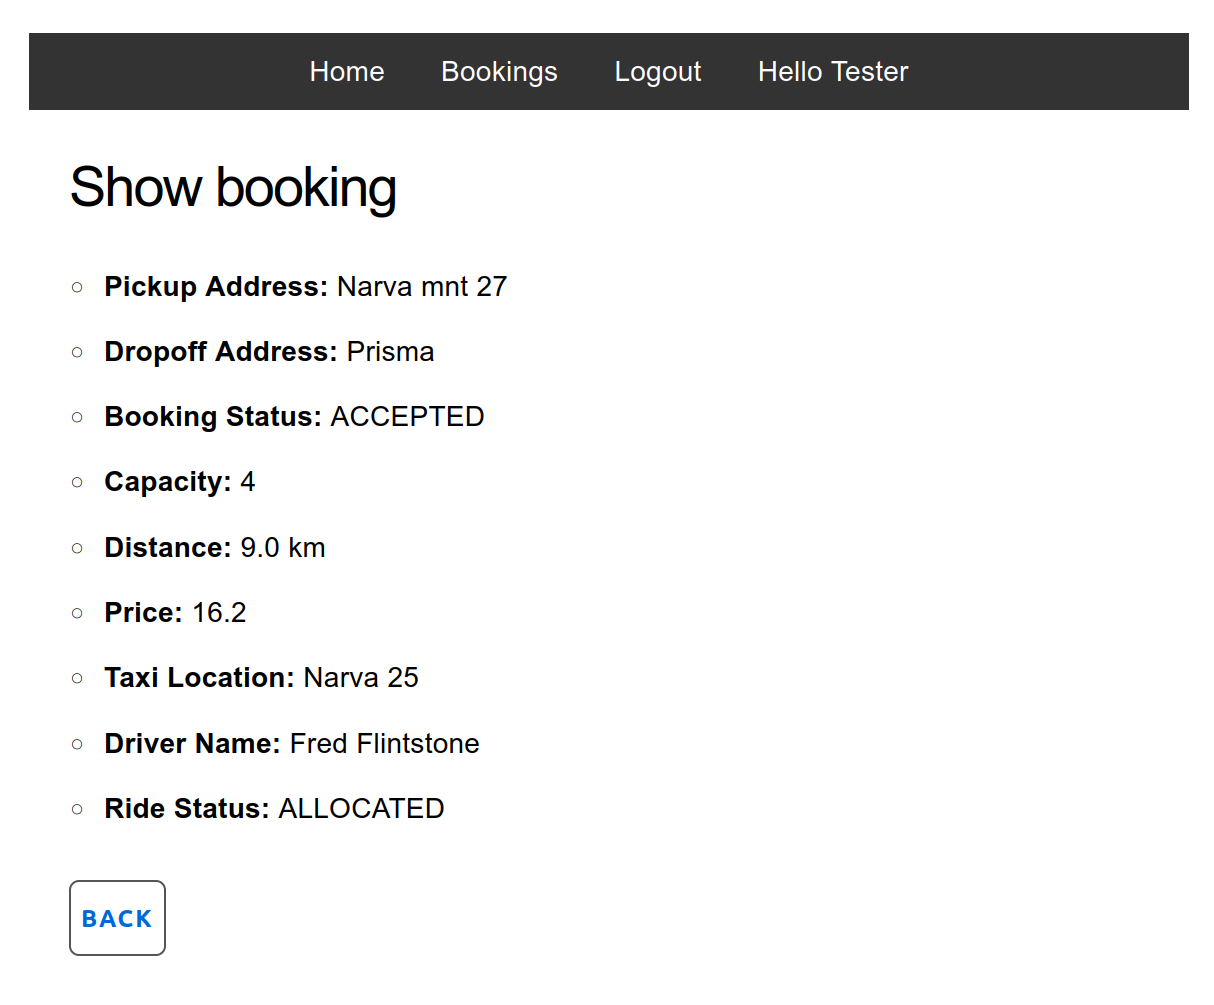 Home Bookings Logout Hello Tester
Show booking
Pickup Address: Narva mnt 27
Dropoff Address: Prisma
Booking Status: ACCEPTED
Capacity: 4
Distance: 9.0 km
Price: 16.2
Taxi Location: Narva 25
Driver Name: Fred Flintstone
Ride Status: ALLOCATED
BACK